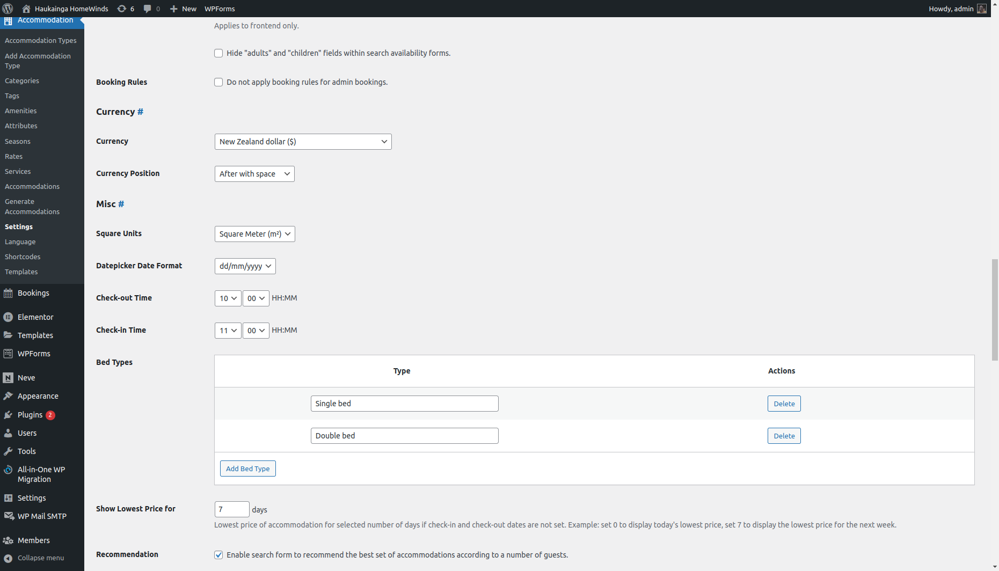 Haukainga HomeWinds
6
0
New
WPForms
Howdy, admin
Accommodation
Accommodation Types
Add Accommodation
Type
Categories
Tags
Amenities
Attributes
Seasons
Rates
Services
Accommodations
Generate
Accommodations
Settings
Language
Shortcodes
Templates
Bookings
Elementor
Templates
WPForms
Neve
Appearance
Plugins 2
Users
Tools
All-in-One WP
Migration
Settings
WP Mail SMTP
Members
Collapse menu
Applies to frontend only.
Hide "adults" and "children" fields within search availability forms.
Booking Rules
Do not apply booking rules for admin bookings.
Currency #
Currency
New Zealand dollar ($)
Currency Position
After with space
Misc #
Square Units
Square Meter (m²)
Datepicker Date Format
dd/mm/yyyy
Check-out Time
10 00 HH:MM
Check-in Time
11 00 HH:MM
Bed Types
Type Actions
Single bed Delete
Double bed Delete
Add Bed Type
Show Lowest Price for
7 days
Lowest price of accommodation for selected number of days if check-in and check-out dates are not set. Example: set 0 to display today's lowest price, set 7 to display the lowest price for the next week.
Recommendation
Enable search form to recommend the best set of accommodations according to a number of guests.